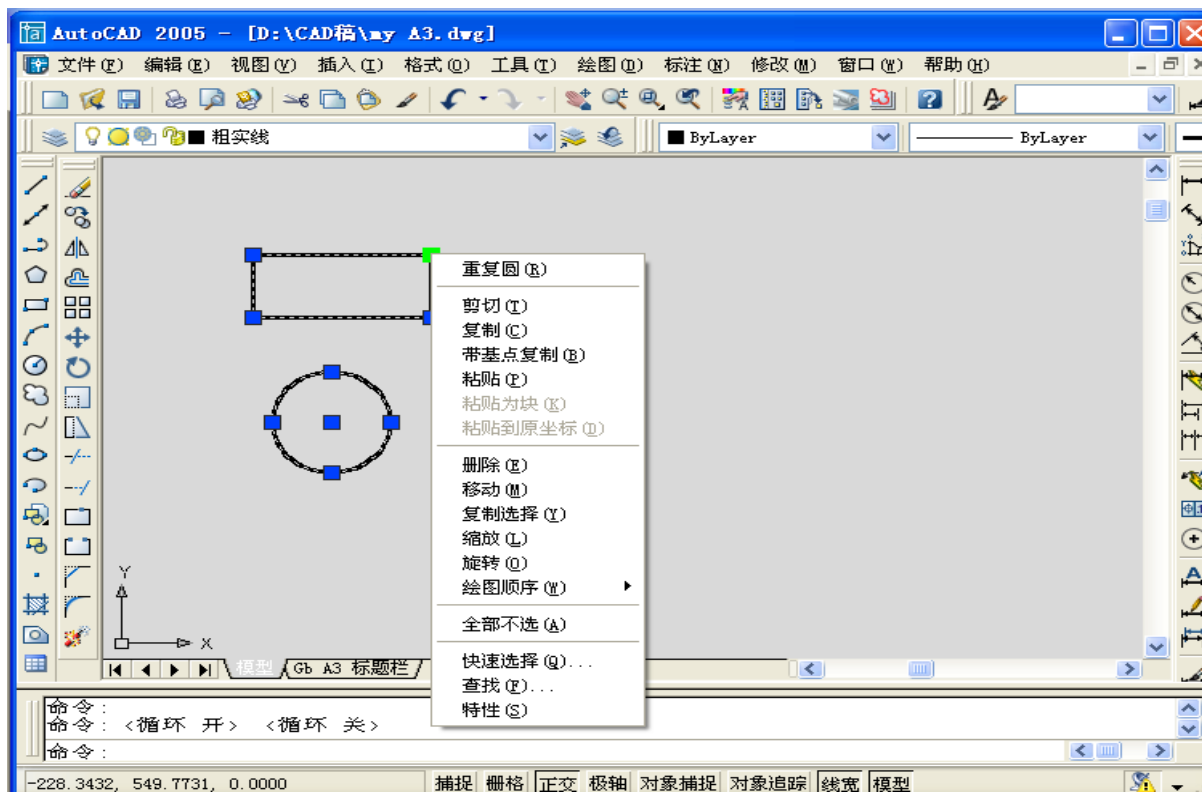 AutoCAD 2005 - [D:\CAD稿\my A3.dwg]
文件(F) 编辑(E) 视图(V) 插入(I) 格式(O) 工具(T) 绘图(D) 标注(N) 修改(M) 窗口(W) 帮助(H)
粗实线 ByLayer ByLayer
重复圆(R)
剪切(T)
复制(C)
带基点复制(B)
粘贴(P)
粘贴为块(K)
粘贴到原坐标(D)
删除(E)
移动(M)
复制选择(Y)
缩放(L)
旋转(O)
绘图顺序(W)
全部不选(A)
快速选择(Q)...
查找(F)...
特性(S)
Y
X
模型 Gb A3 标题栏
命令:
命令: <循环 开> <循环 关>
命令:
-228.3432, 549.7731, 0.0000 捕捉 栅格 正交 极轴 对象捕捉 对象追踪 线宽 模型